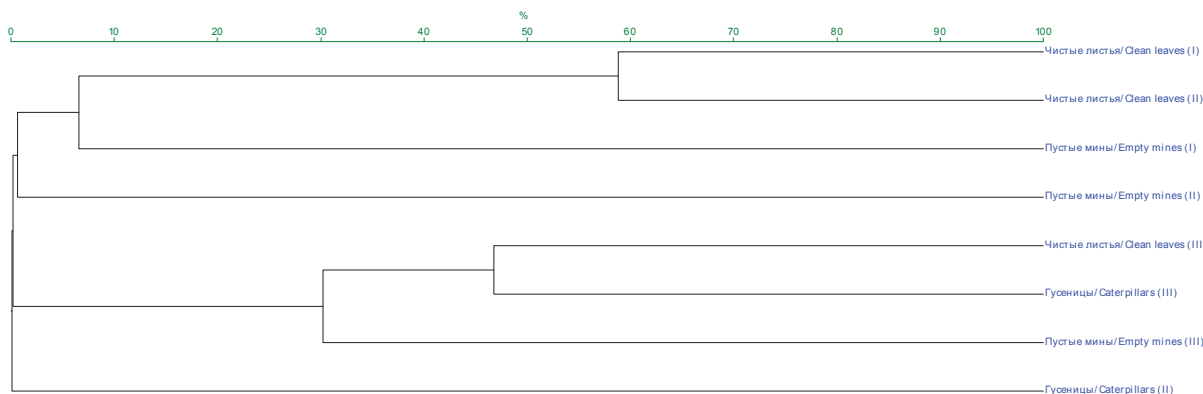 %
0 10 20 30 40 50 60 70 80 90 100
Чистые листья/Clean leaves (I)
Чистые листья/Clean leaves (II)
Пустые мины/Empty mines (I)
Пустые мины/Empty mines (II)
Чистые листья/Clean leaves (III
Гусеницы/Caterpillars (III)
Пустые мины/Empty mines (III)
Гусеницы/Caterpillars (II)